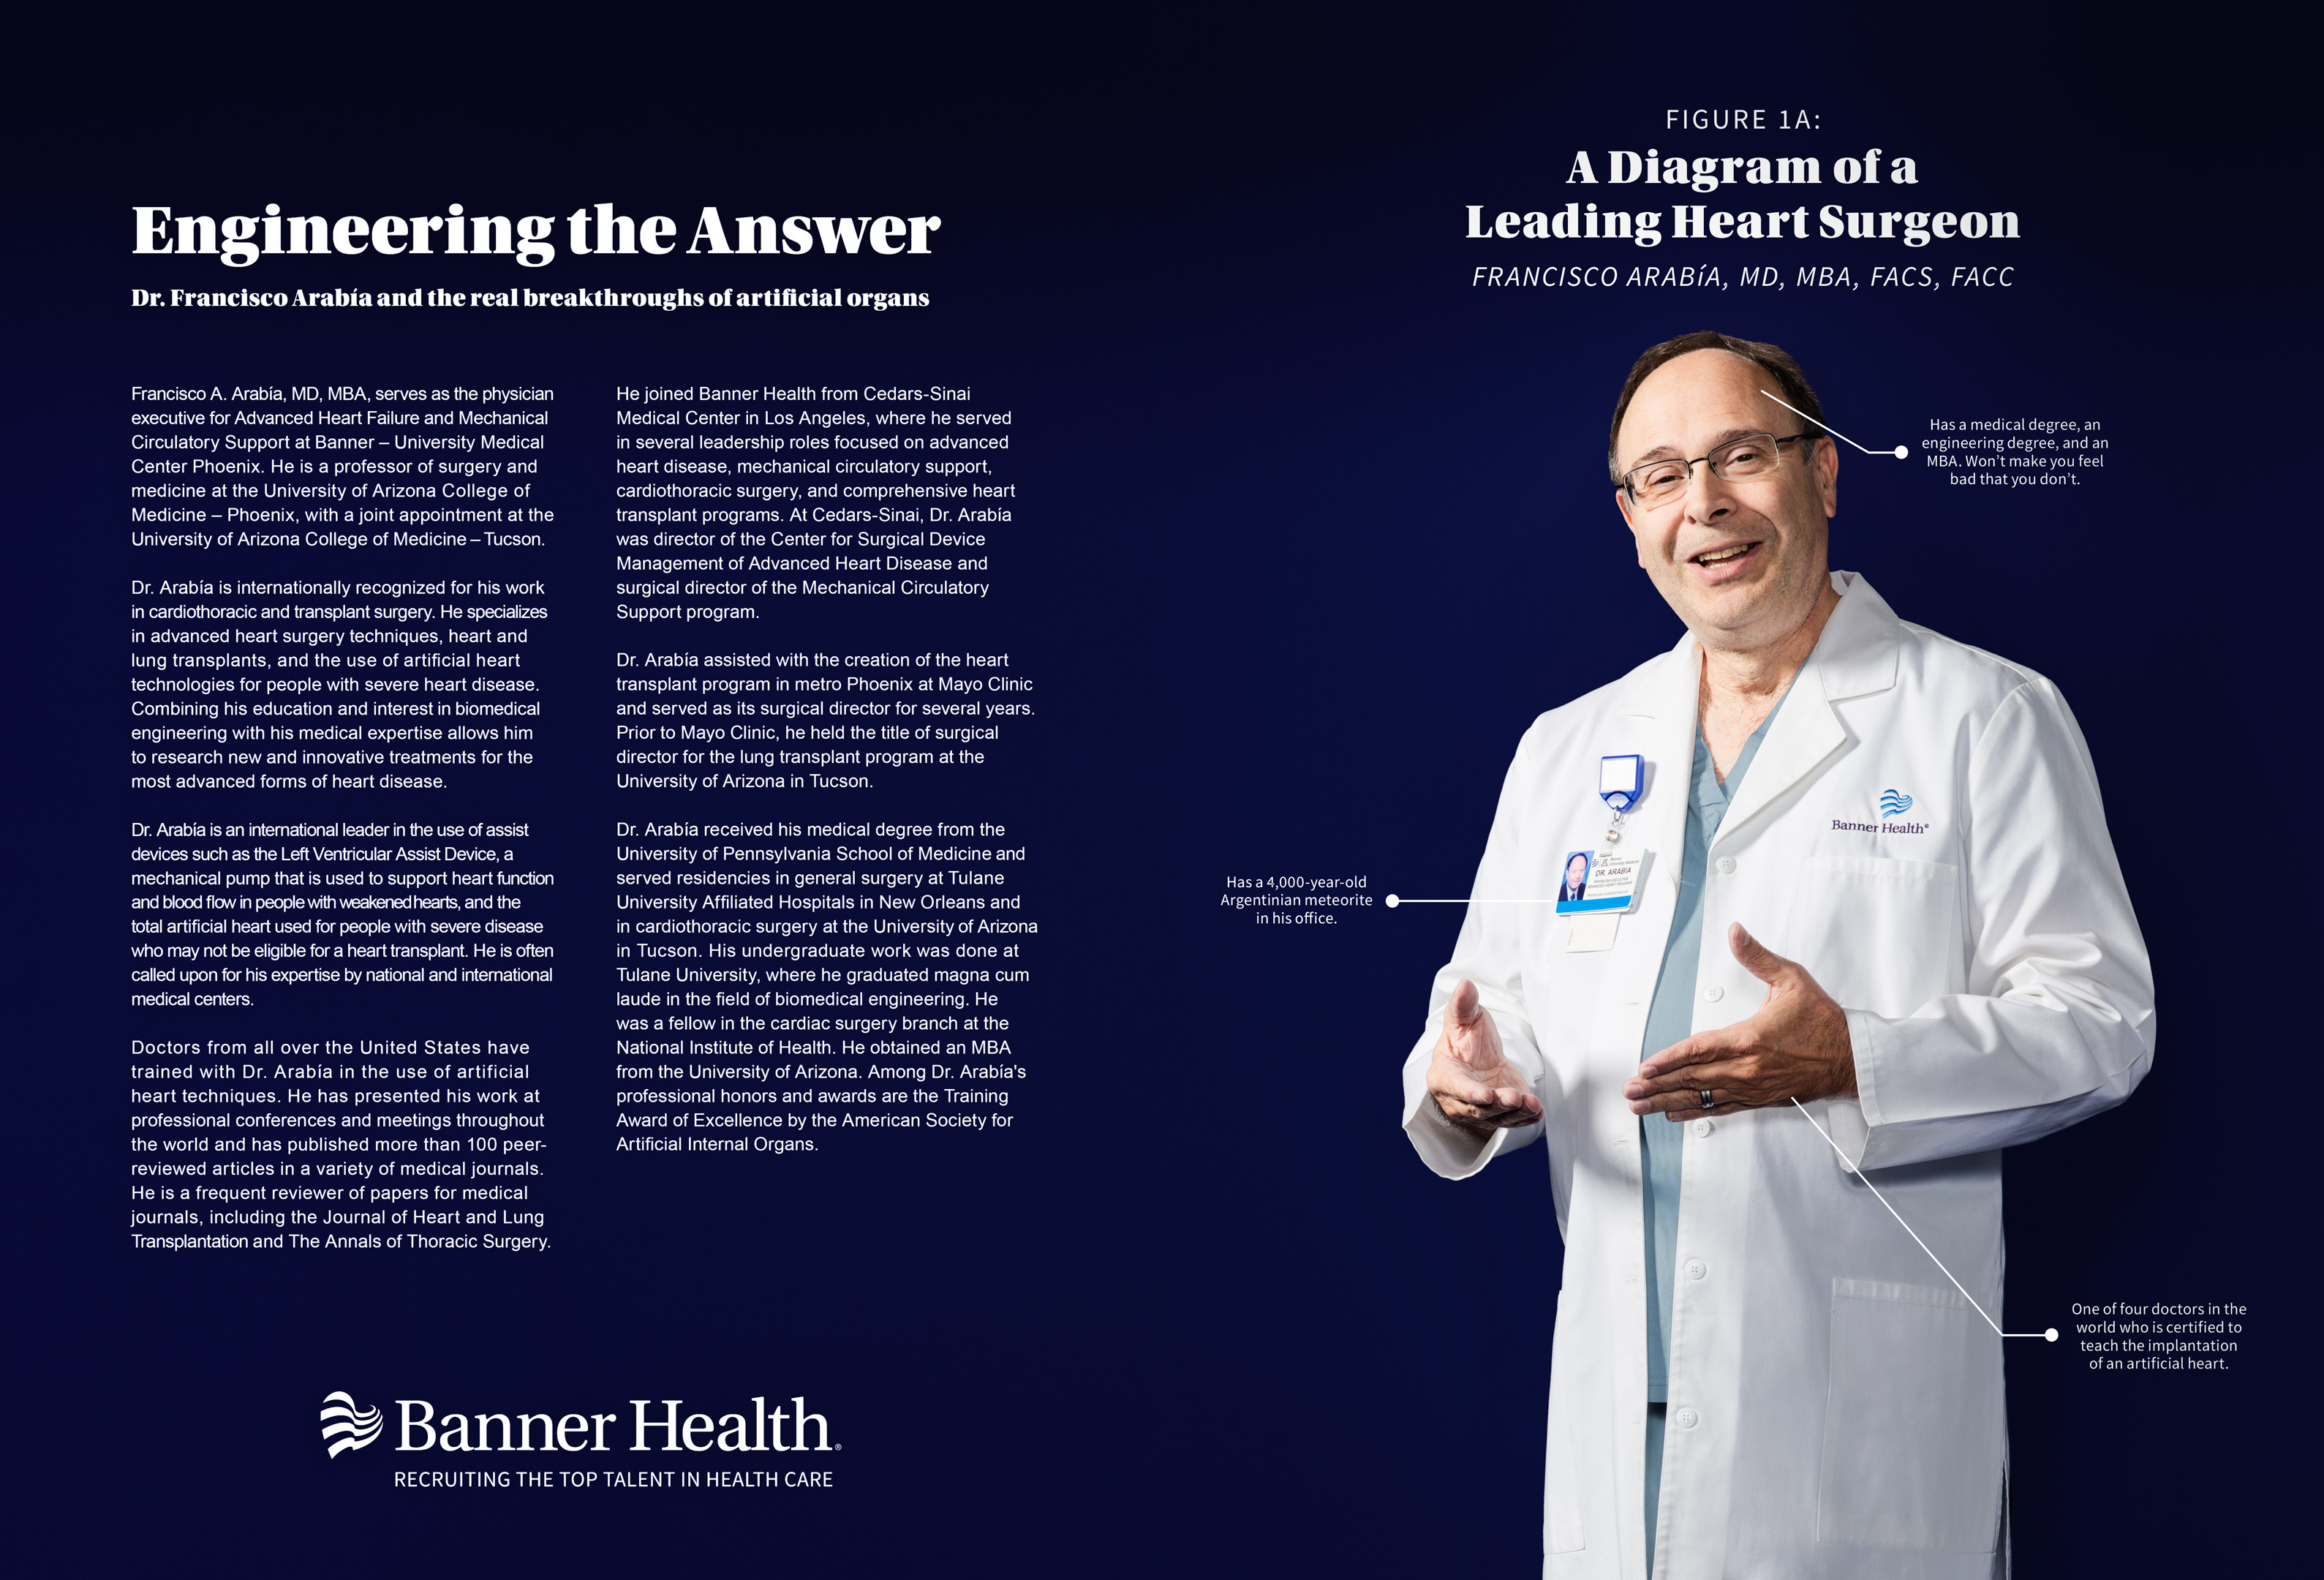 Engineering the Answer
Dr. Francisco Arabía and the real breakthroughs of artificial organs
Francisco A. Arabía, MD, MBA, serves as the physician
executive for Advanced Heart Failure and Mechanical
Circulatory Support at Banner – University Medical
Center Phoenix. He is a professor of surgery and
medicine at the University of Arizona College of
Medicine – Phoenix, with a joint appointment at the
University of Arizona College of Medicine – Tucson.
Dr. Arabía is internationally recognized for his work
in cardiothoracic and transplant surgery. He specializes
in advanced heart surgery techniques, heart and
lung transplants, and the use of artificial heart
technologies for people with severe heart disease.
Combining his education and interest in biomedical
engineering with his medical expertise allows him
to research new and innovative treatments for the
most advanced forms of heart disease.
Dr. Arabía is an international leader in the use of assist
devices such as the Left Ventricular Assist Device, a
mechanical pump that is used to support heart function
and blood flow in people with weakened hearts, and the
total artificial heart used for people with severe disease
who may not be eligible for a heart transplant. He is often
called upon for his expertise by national and international
medical centers.
Doctors from all over the United States have
trained with Dr. Arabía in the use of artificial
heart techniques. He has presented his work at
professional conferences and meetings throughout
the world and has published more than 100 peer-
reviewed articles in a variety of medical journals.
He is a frequent reviewer of papers for medical
journals, including the Journal of Heart and Lung
Transplantation and The Annals of Thoracic Surgery.
He joined Banner Health from Cedars-Sinai
Medical Center in Los Angeles, where he served
in several leadership roles focused on advanced
heart disease, mechanical circulatory support,
cardiothoracic surgery, and comprehensive heart
transplant programs. At Cedars-Sinai, Dr. Arabía
was director of the Center for Surgical Device
Management of Advanced Heart Disease and
surgical director of the Mechanical Circulatory
Support program.
Dr. Arabía assisted with the creation of the heart
transplant program in metro Phoenix at Mayo Clinic
and served as its surgical director for several years.
Prior to Mayo Clinic, he held the title of surgical
director for the lung transplant program at the
University of Arizona in Tucson.
Dr. Arabía received his medical degree from the
University of Pennsylvania School of Medicine and
served residencies in general surgery at Tulane
University Affiliated Hospitals in New Orleans and
in cardiothoracic surgery at the University of Arizona
in Tucson. His undergraduate work was done at
Tulane University, where he graduated magna cum
laude in the field of biomedical engineering. He
was a fellow in the cardiac surgery branch at the
National Institute of Health. He obtained an MBA
from the University of Arizona. Among Dr. Arabía's
professional honors and awards are the Training
Award of Excellence by the American Society for
Artificial Internal Organs.
Banner Health®
RECRUITING THE TOP TALENT IN HEALTH CARE
FIGURE 1A:
A Diagram of a
Leading Heart Surgeon
FRANCISCO ARABíA, MD, MBA, FACS, FACC
Has a medical degree, an
engineering degree, and an
MBA. Won't make you feel
bad that you don't.
Banner Health®
DR. ARABIA
Has a 4,000-year-old
Argentinian meteorite
in his office.
One of four doctors in the
world who is certified to
teach the implantation
of an artificial heart.